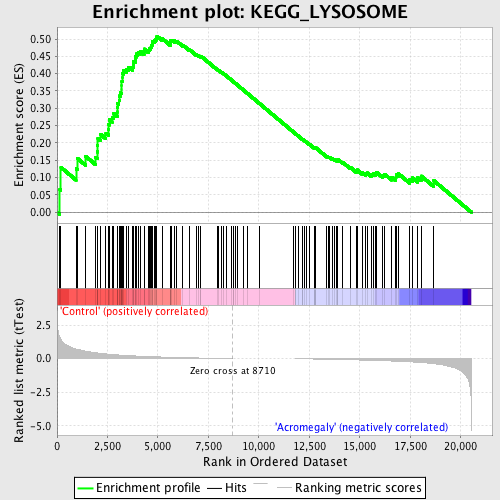 Enrichment plot: KEGG_LYSOSOME
Enrichment score (ES)
0.50
0.45
0.40
0.35
0.30
0.25
0.20
0.15
0.10
0.05
0.00
'Control' (positively correlated)
Ranked list metric (tTest)
2.5
0.0
-2.5
-5.0
Zero cross at 8710
'Acromegaly' (negatively correlated)
0 2,500 5,000 7,500 10,000 12,500 15,000 17,500 20,000
Rank in Ordered Dataset
Enrichment profile Hits Ranking metric scores